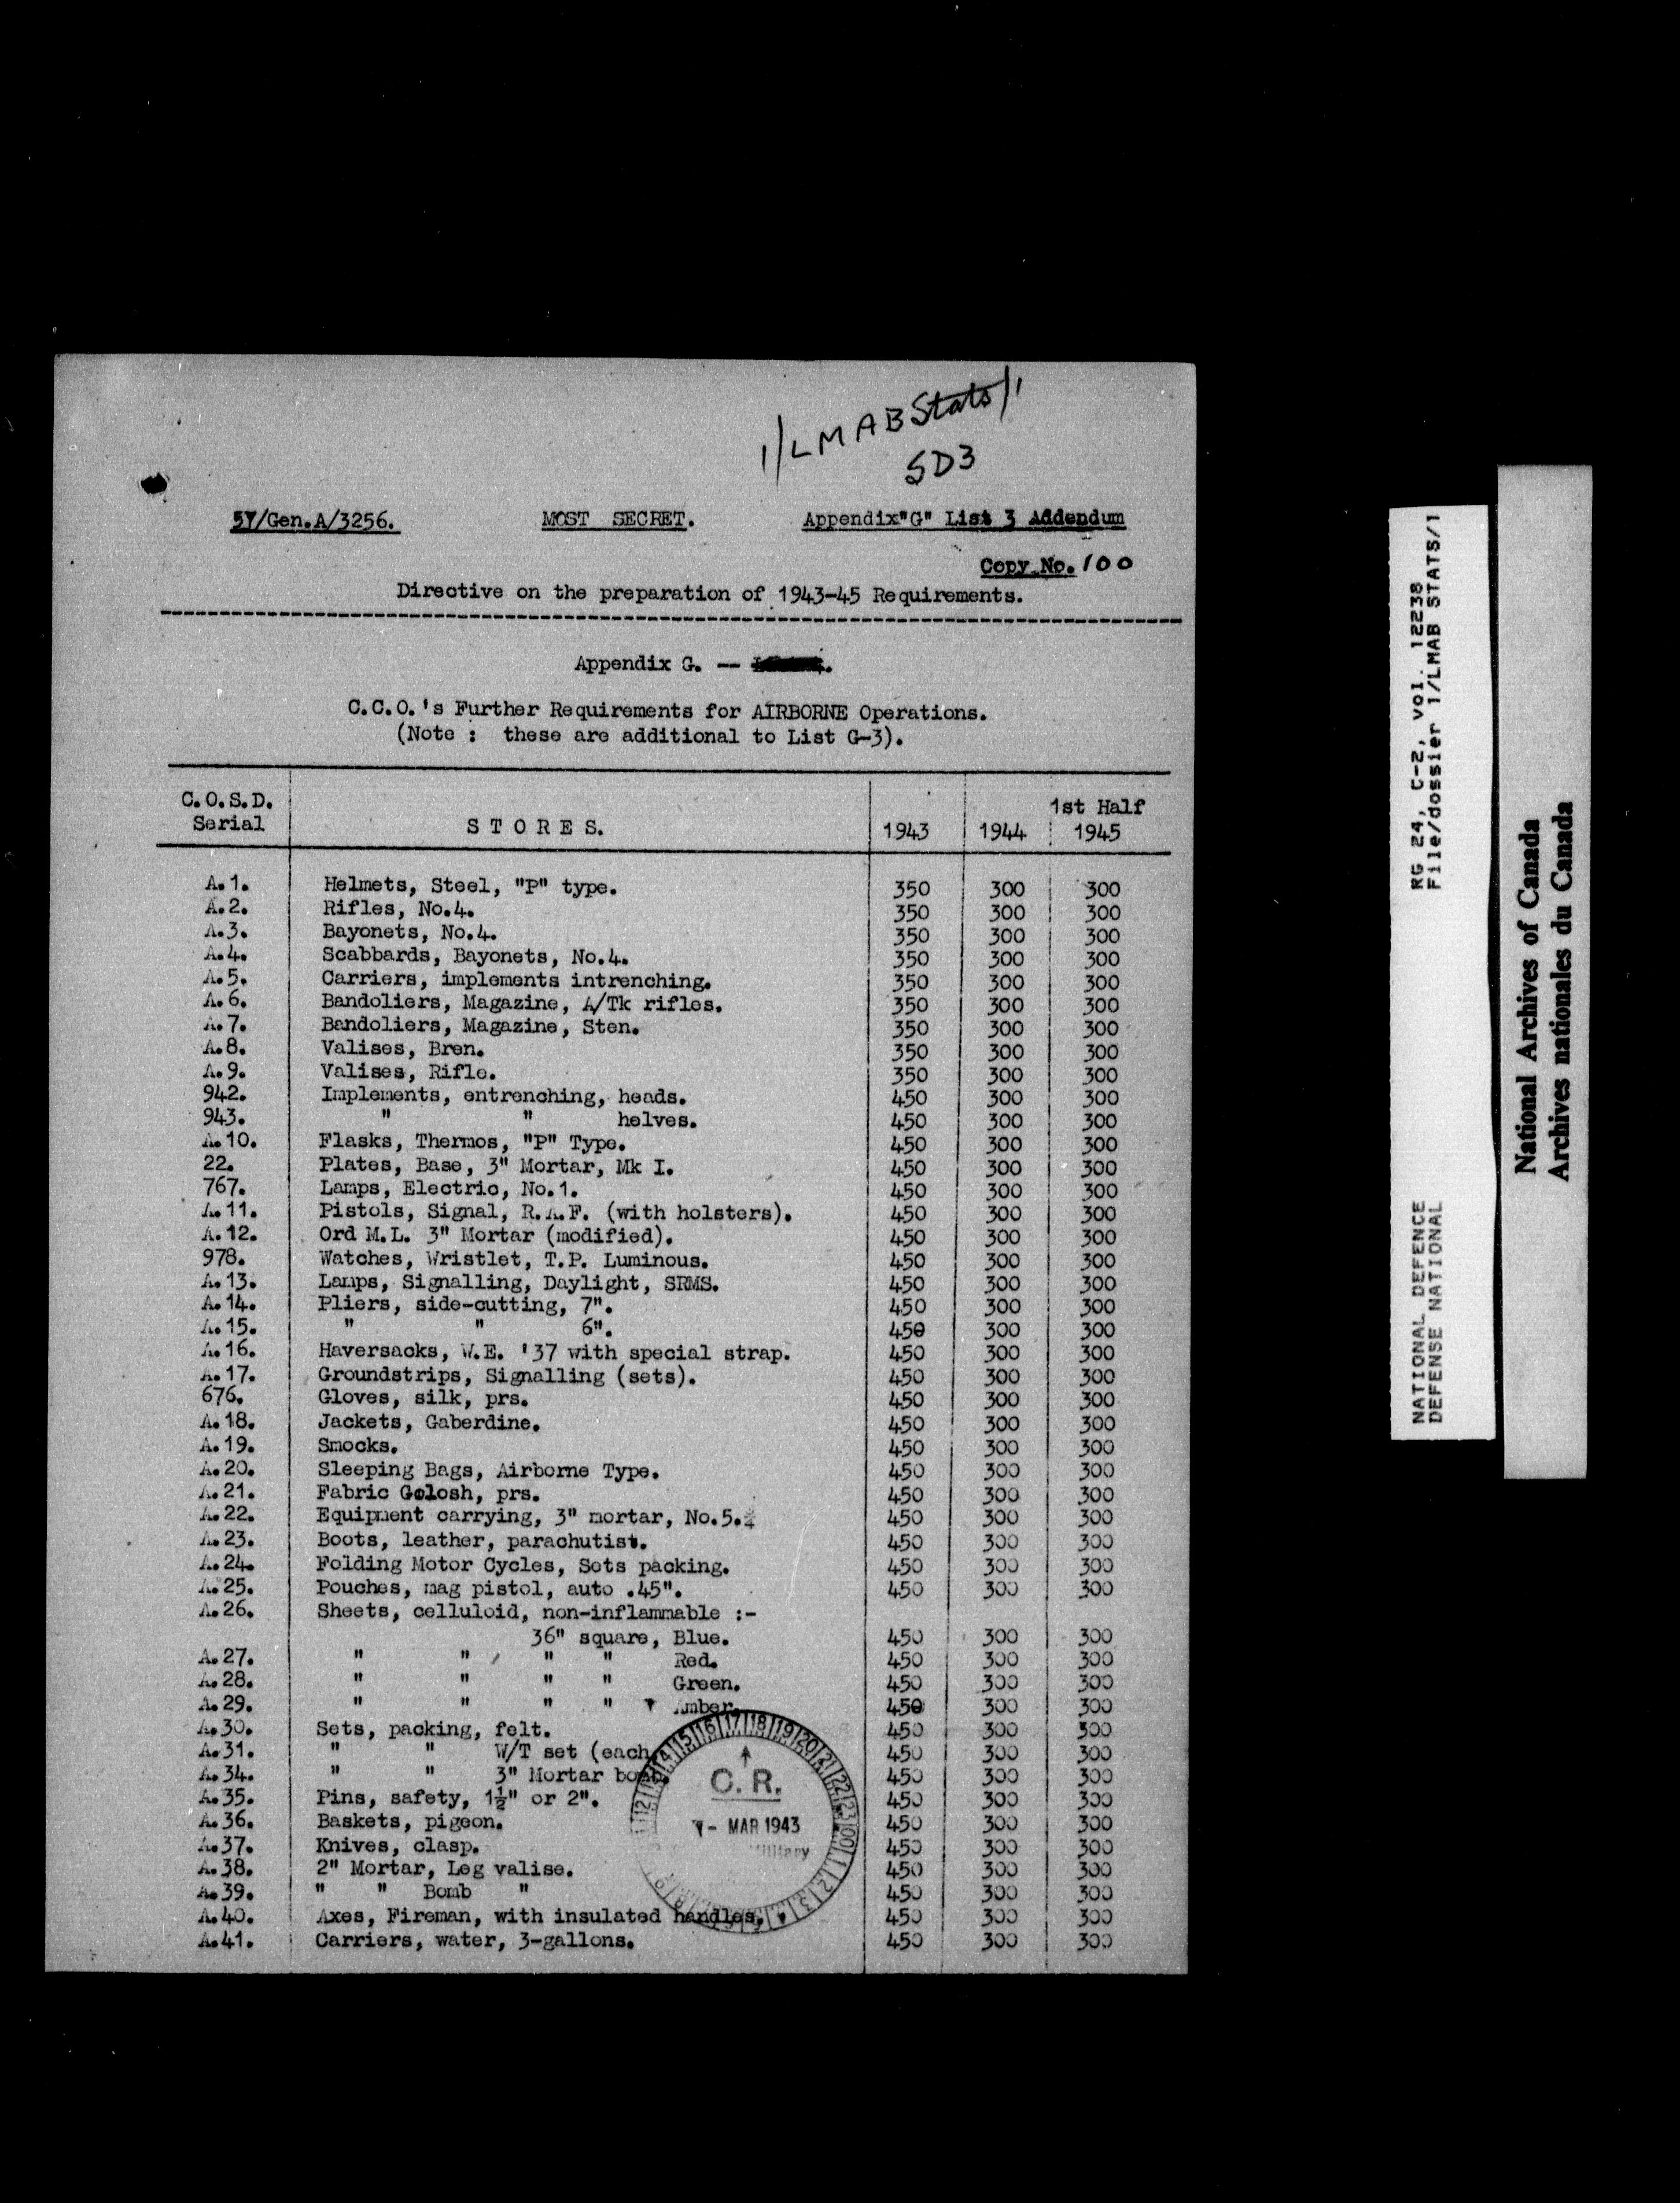 1/LMAB Stats/1
SD3
57/Gen.A/3256. MOST SECRET. Appendix"G" List 3 Addendum
Copy No. 100
Directive on the preparation of 1943-45 Requirements.
Appendix G. --
C.C.O.'s Further Requirements for AIRBORNE Operations.
(Note : these are additional to List G-3).
C.O.S.D. Serial STORES. 1943 1944 1st Half 1945
A.1. Helmets, Steel, "P" type. 350 300 300
A.2. Rifles, No.4. 350 300 300
A.3. Bayonets, No.4. 350 300 300
A.4. Scabbards, Bayonets, No.4. 350 300 300
A.5. Carriers, implements intrenching. 350 300 300
A.6. Bandoliers, Magazine, A/Tk rifles. 350 300 300
A.7. Bandoliers, Magazine, Sten. 350 300 300
A.8. Valises, Bren. 350 300 300
A.9. Valises, Rifle. 350 300 300
942. Implements, entrenching, heads. 450 300 300
943. " " helves. 450 300 300
A.10. Flasks, Thermos, "P" Type. 450 300 300
22. Plates, Base, 3" Mortar, Mk I. 450 300 300
767. Lamps, Electric, No.1. 450 300 300
A.11. Pistols, Signal, R.A.F. (with holsters). 450 300 300
A.12. Ord M.L. 3" Mortar (modified). 450 300 300
978. Watches, Wristlet, T.P. Luminous. 450 300 300
A.13. Lamps, Signalling, Daylight, SRMS. 450 300 300
A.14. Pliers, side-cutting, 7". 450 300 300
A.15. " " 6". 450 300 300
A.16. Haversacks, W.E. '37 with special strap. 450 300 300
A.17. Groundstrips, Signalling (sets). 450 300 300
676. Gloves, silk, prs. 450 300 300
A.18. Jackets, Gaberdine. 450 300 300
A.19. Smocks. 450 300 300
A.20. Sleeping Bags, Airborne Type. 450 300 300
A.21. Fabric Golosh, prs. 450 300 300
A.22. Equipment carrying, 3" mortar, No.5. 450 300 300
A.23. Boots, leather, parachutist. 450 300 300
A.24. Folding Motor Cycles, Sets packing. 450 300 300
A.25. Pouches, mag pistol, auto .45". 450 300 300
A.26. Sheets, celluloid, non-inflammable :-
36" square, Blue. 450 300 300
A.27. " " " " Red. 450 300 300
A.28. " " " " Green. 450 300 300
A.29. " " " " Amber. 450 300 300
A.30. Sets, packing, felt. 450 300 300
A.31. " " W/T set (each 450 300 300
A.34. " " 3" Mortar bomb. 450 300 300
A.35. Pins, safety, 1½" or 2". 450 300 300
A.36. Baskets, pigeon. 450 300 300
A.37. Knives, clasp. 450 300 300
A.38. 2" Mortar, Leg valise. 450 300 300
A.39. " " Bomb " 450 300 300
A.40. Axes, Fireman, with insulated handles. 450 300 300
A.41. Carriers, water, 3-gallons. 450 300 300
C.R.
- MAR 1943
NATIONAL DEFENCE RG 24, C-2, vol. 12238
DEFENSE NATIONAL File/dossier 1/LMAB STATS/1
National Archives of Canada
Archives nationales du Canada